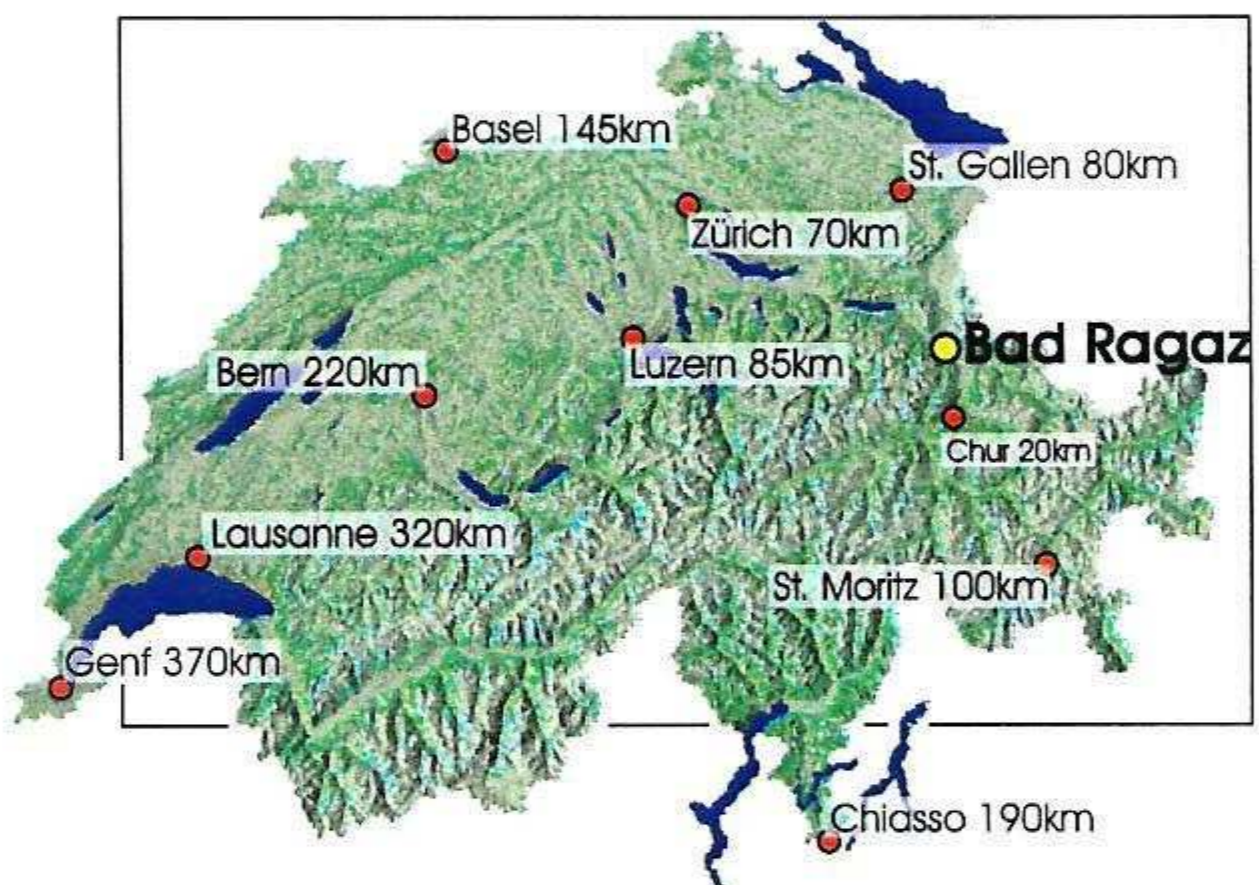 Basel 145km
St. Gallen 80km
Zürich 70km
Bad Ragaz
Luzern 85km
Bern 220km
Chur 20km
Lausanne 320km
St. Moritz 100km
Genf 370km
Chiasso 190km